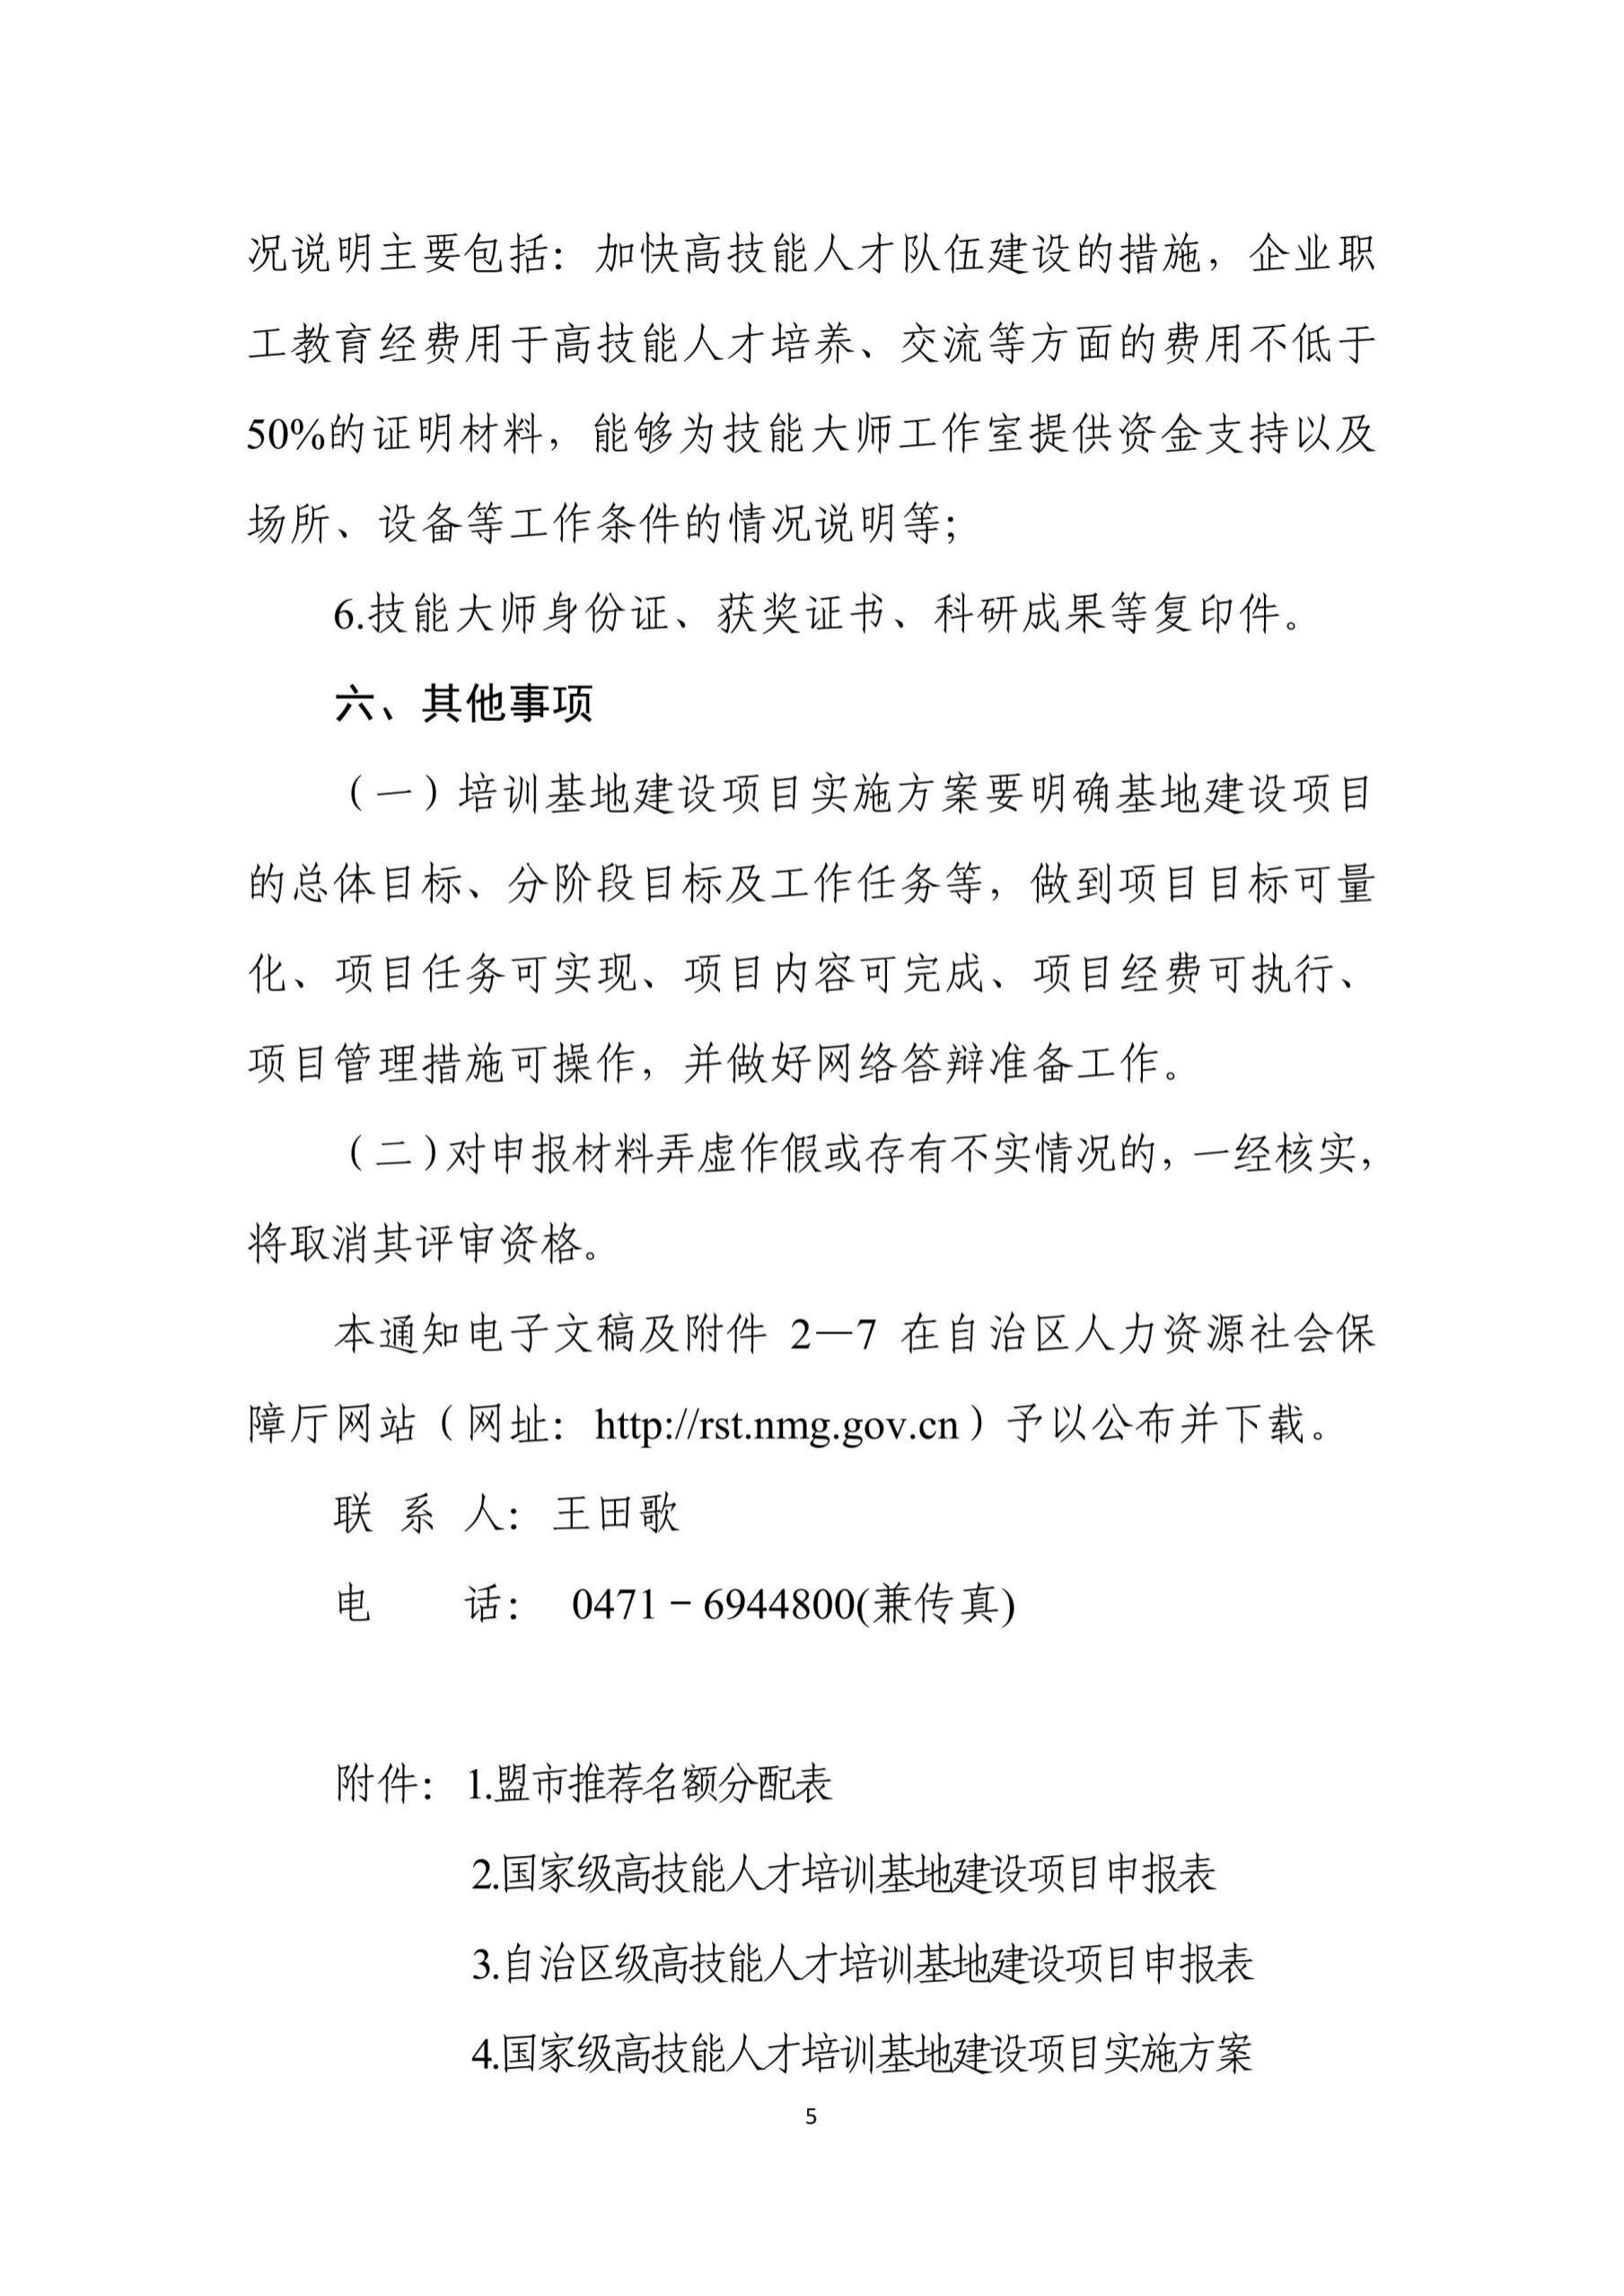 况说明主要包括：加快高技能人才队伍建设的措施，企业职
工教育经费用于高技能人才培养、交流等方面的费用不低于
50%的证明材料，能够为技能大师工作室提供资金支持以及
场所、设备等工作条件的情况说明等；
6.技能大师身份证、获奖证书、科研成果等复印件。
六、其他事项
（一）培训基地建设项目实施方案要明确基地建设项目
的总体目标、分阶段目标及工作任务等，做到项目目标可量
化、项目任务可实现、项目内容可完成、项目经费可执行、
项目管理措施可操作，并做好网络答辩准备工作。
（二）对申报材料弄虚作假或存有不实情况的，一经核实，
将取消其评审资格。
本通知电子文稿及附件 2—7 在自治区人力资源社会保
障厅网站（网址：http://rst.nmg.gov.cn）予以公布并下载。
联 系 人：王田歌
电　　话： 0471－6944800(兼传真)
附件：1.盟市推荐名额分配表
2.国家级高技能人才培训基地建设项目申报表
3.自治区级高技能人才培训基地建设项目申报表
4.国家级高技能人才培训基地建设项目实施方案
5